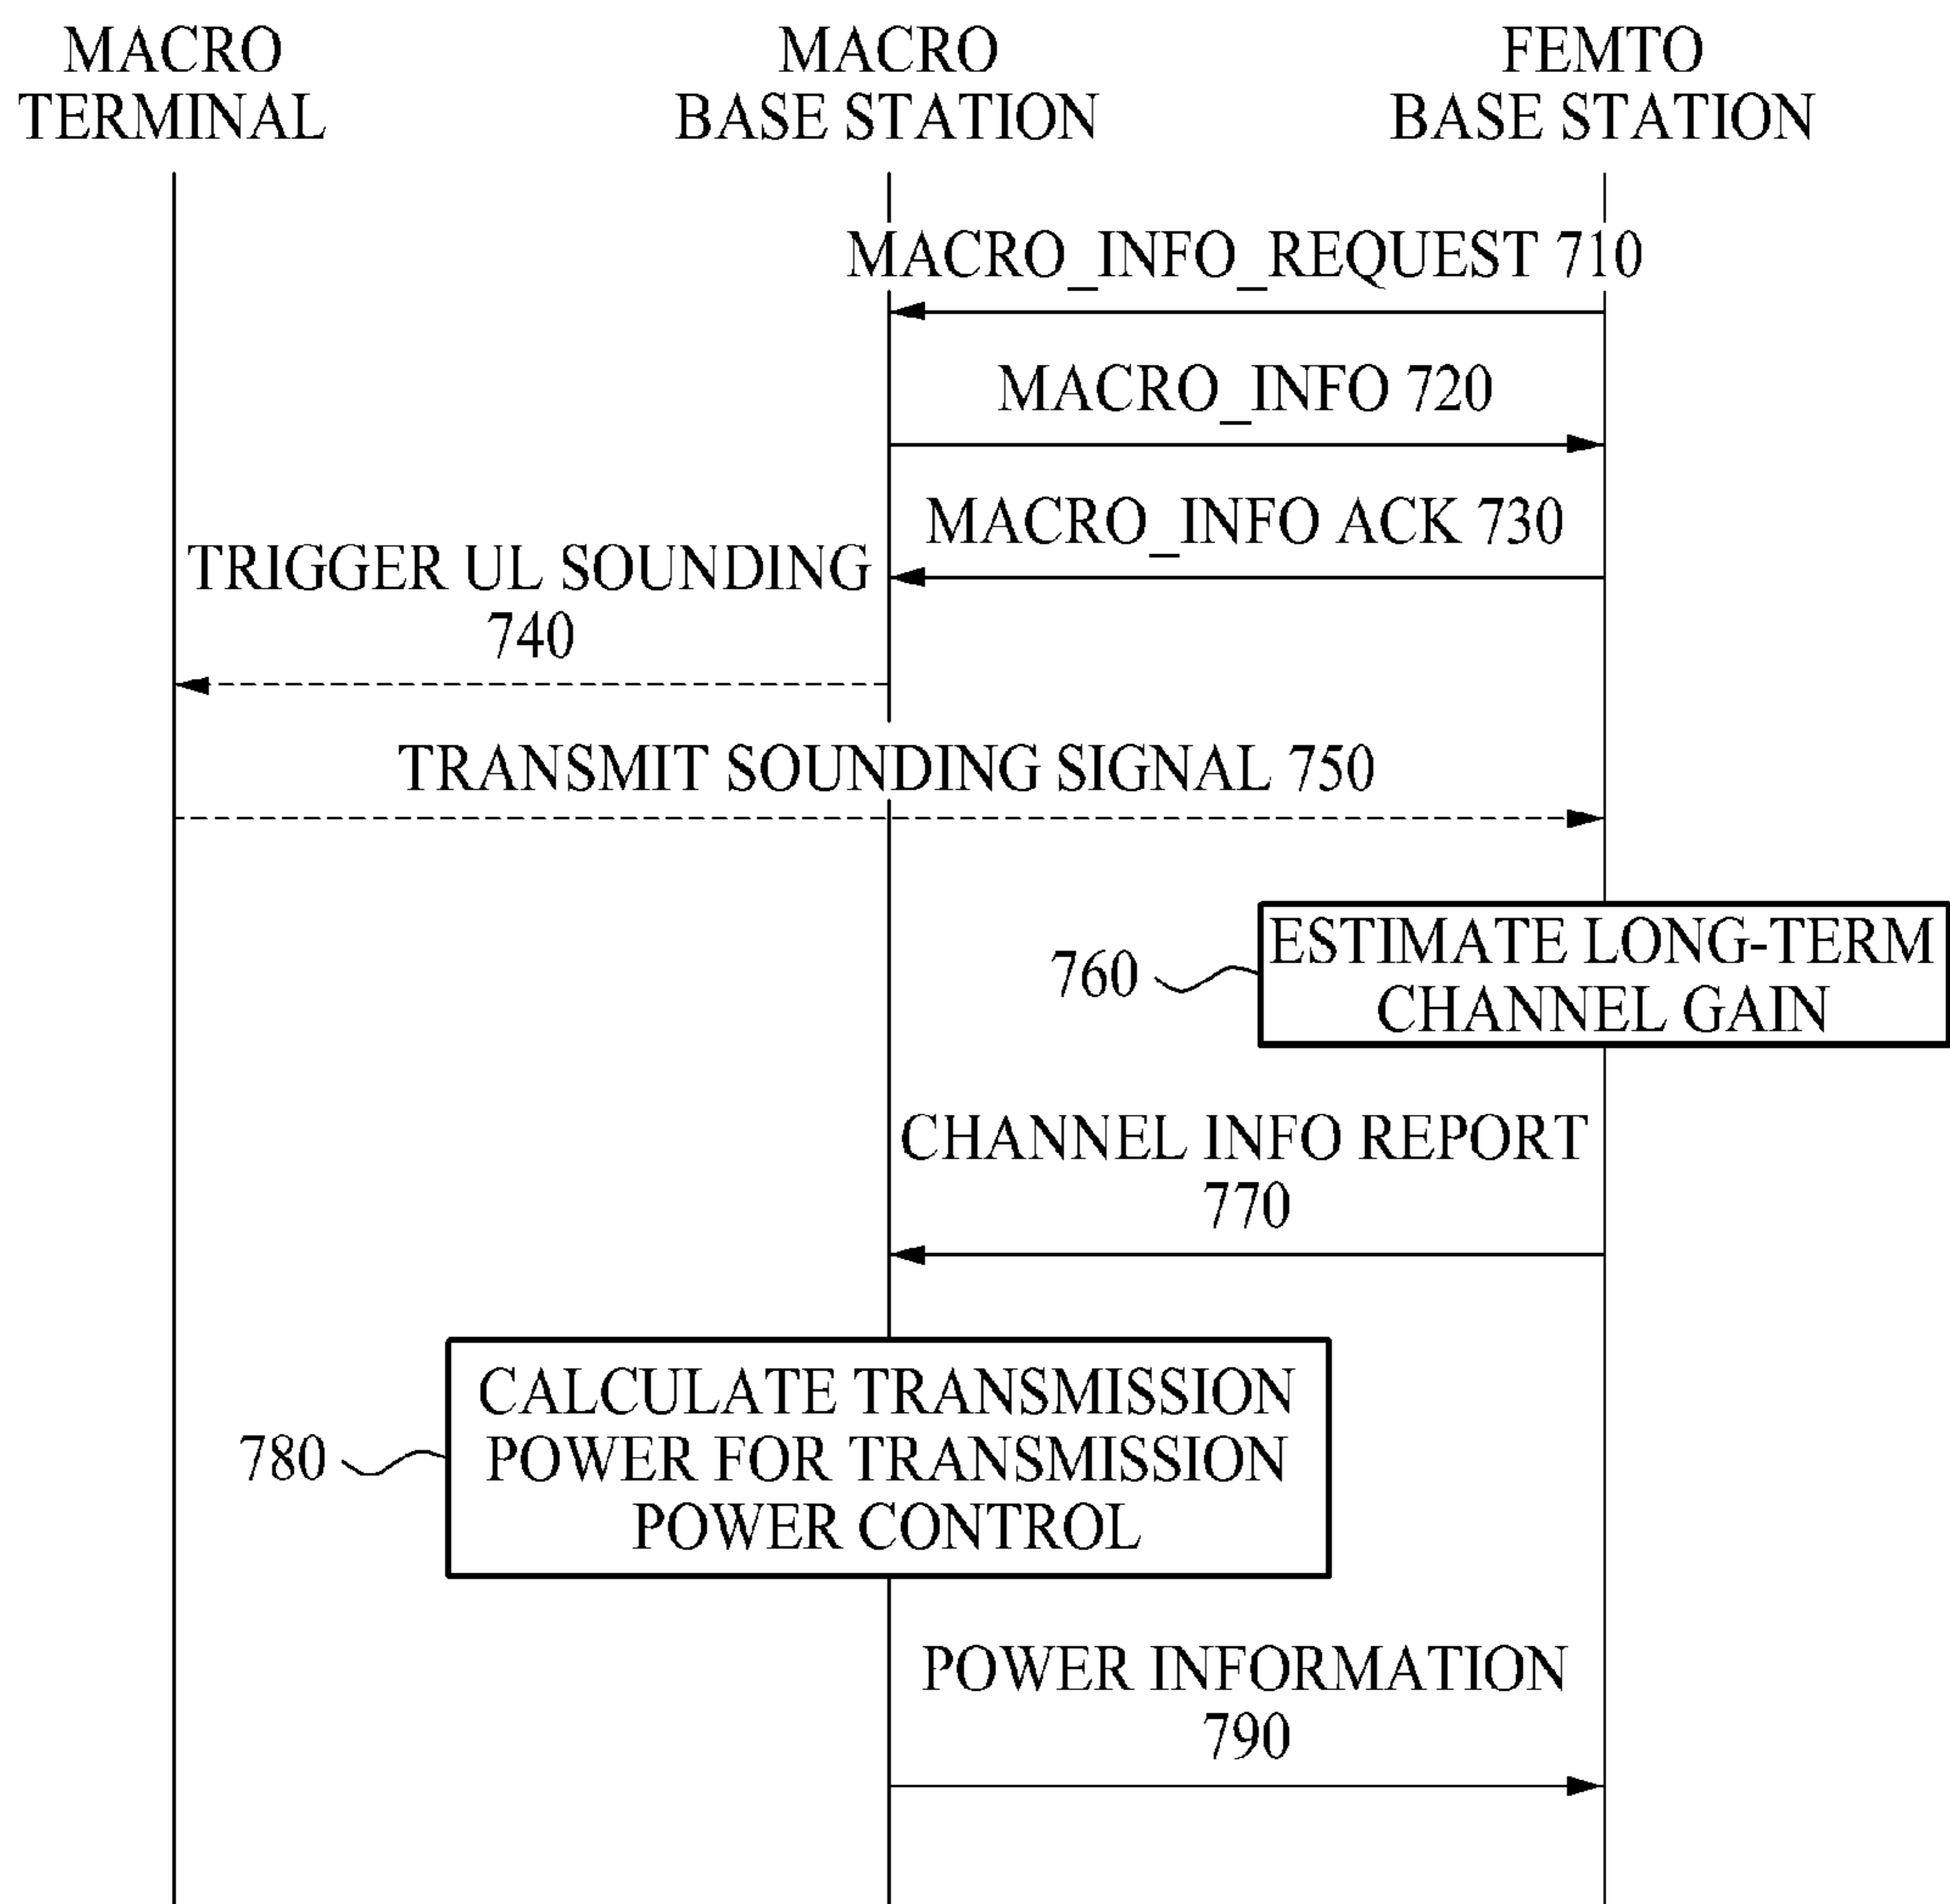 MACRO
TERMINAL
MACRO
BASE STATION
FEMTO
BASE STATION
MACRO_INFO_REQUEST 710
MACRO_INFO 720
MACRO_INFO ACK 730
TRIGGER UL SOUNDING
740
TRANSMIT SOUNDING SIGNAL 750
760
ESTIMATE LONG-TERM
CHANNEL GAIN
CHANNEL INFO REPORT
770
780
CALCULATE TRANSMISSION
POWER FOR TRANSMISSION
POWER CONTROL
POWER INFORMATION
790